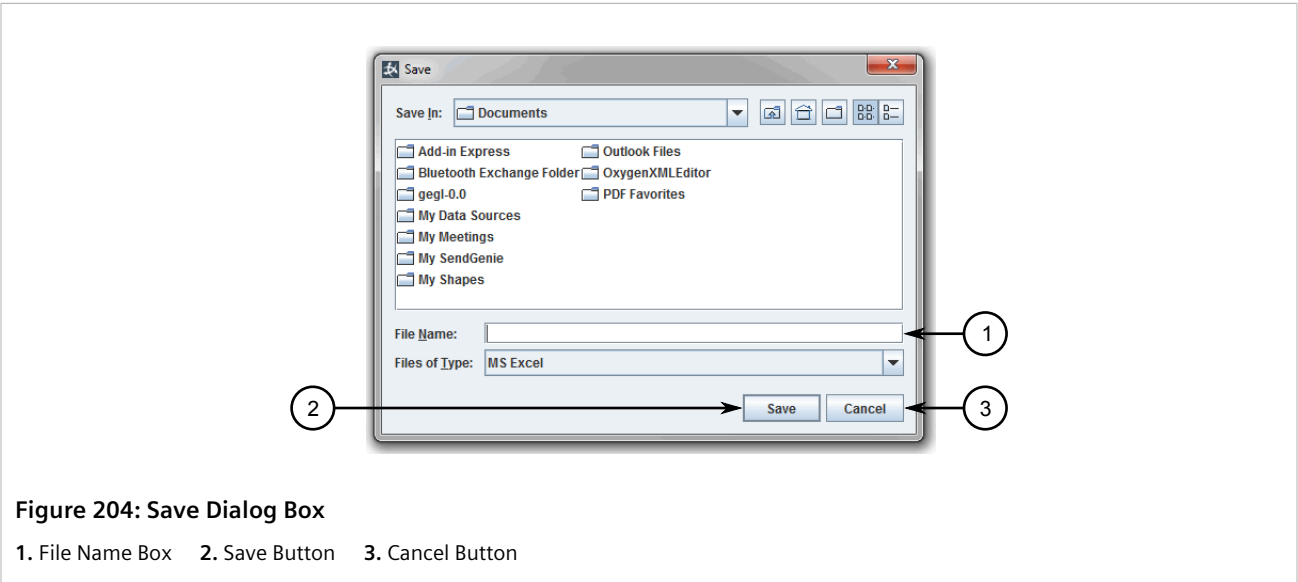 Save
Save In: Documents
Add-in Express Outlook Files
Bluetooth Exchange Folder OxygenXMLEditor
gegl-0.0 PDF Favorites
My Data Sources
My Meetings
My SendGenie
My Shapes
File Name: 1
Files of Type: MS Excel
2 Save Cancel 3
Figure 204: Save Dialog Box
1. File Name Box 2. Save Button 3. Cancel Button